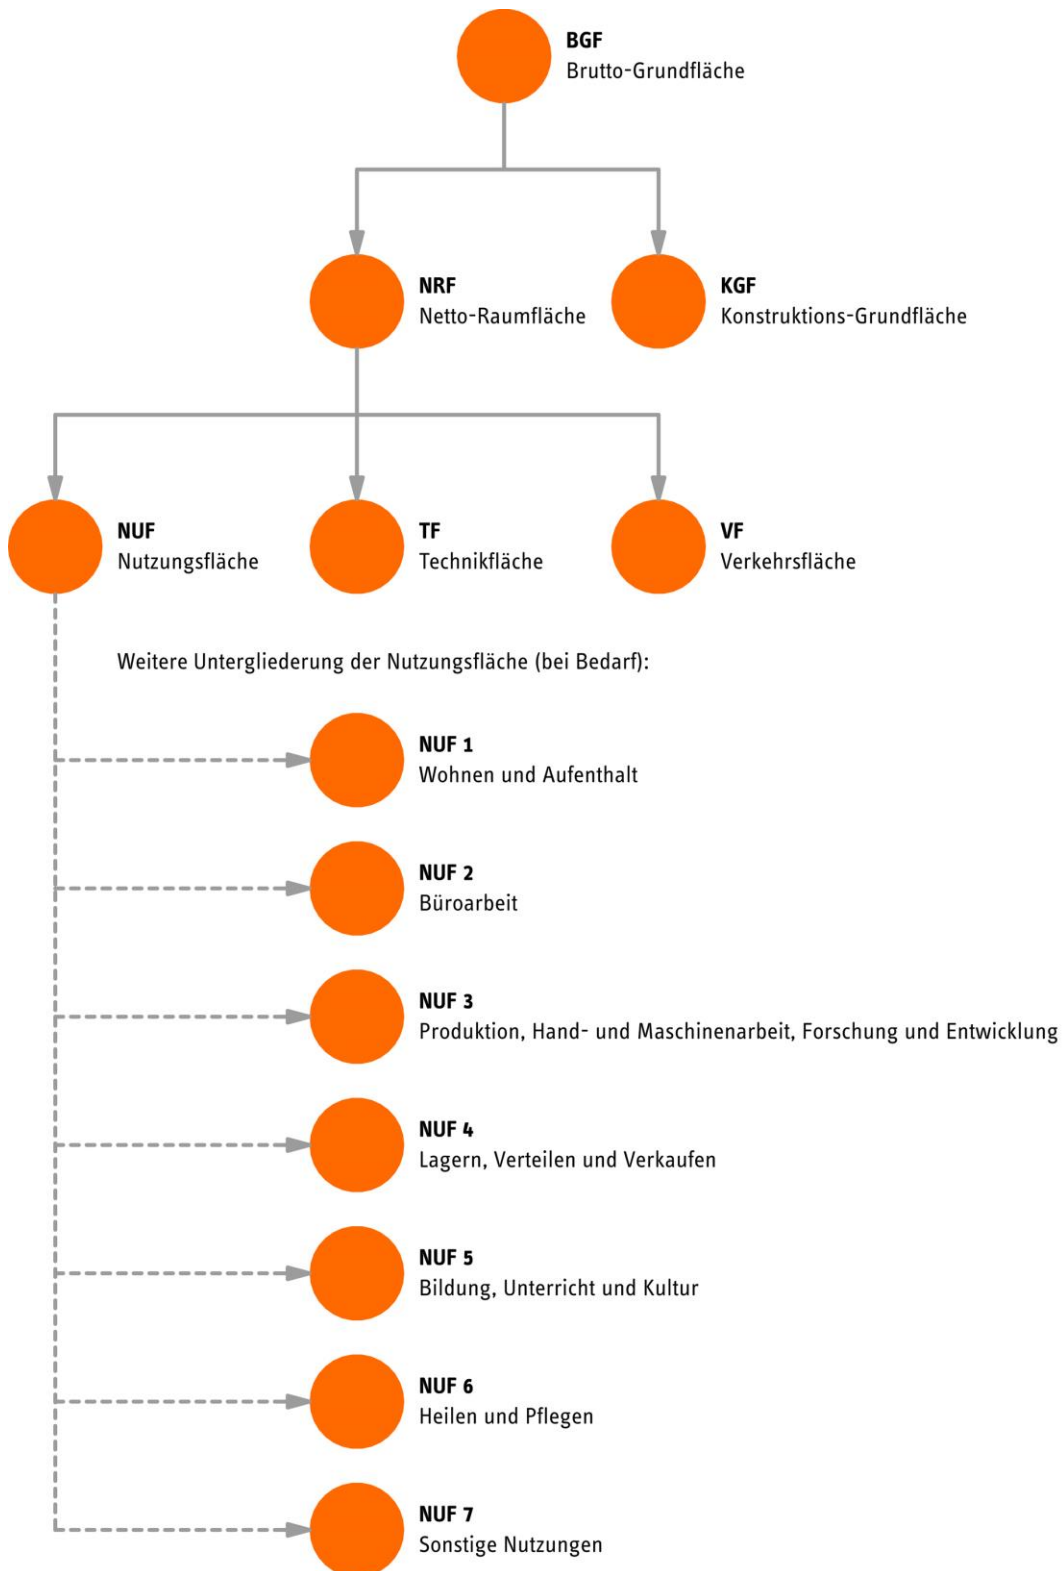 BGF
Brutto-Grundfläche
NRF
Netto-Raumfläche
KGF
Konstruktions-Grundfläche
NUF
Nutzungsfläche
TF
Technikfläche
VF
Verkehrsfläche
Weitere Untergliederung der Nutzungsfläche (bei Bedarf):
NUF 1
Wohnen und Aufenthalt
NUF 2
Büroarbeit
NUF 3
Produktion, Hand- und Maschinenarbeit, Forschung und Entwicklung
NUF 4
Lagern, Verteilen und Verkaufen
NUF 5
Bildung, Unterricht und Kultur
NUF 6
Heilen und Pflegen
NUF 7
Sonstige Nutzungen